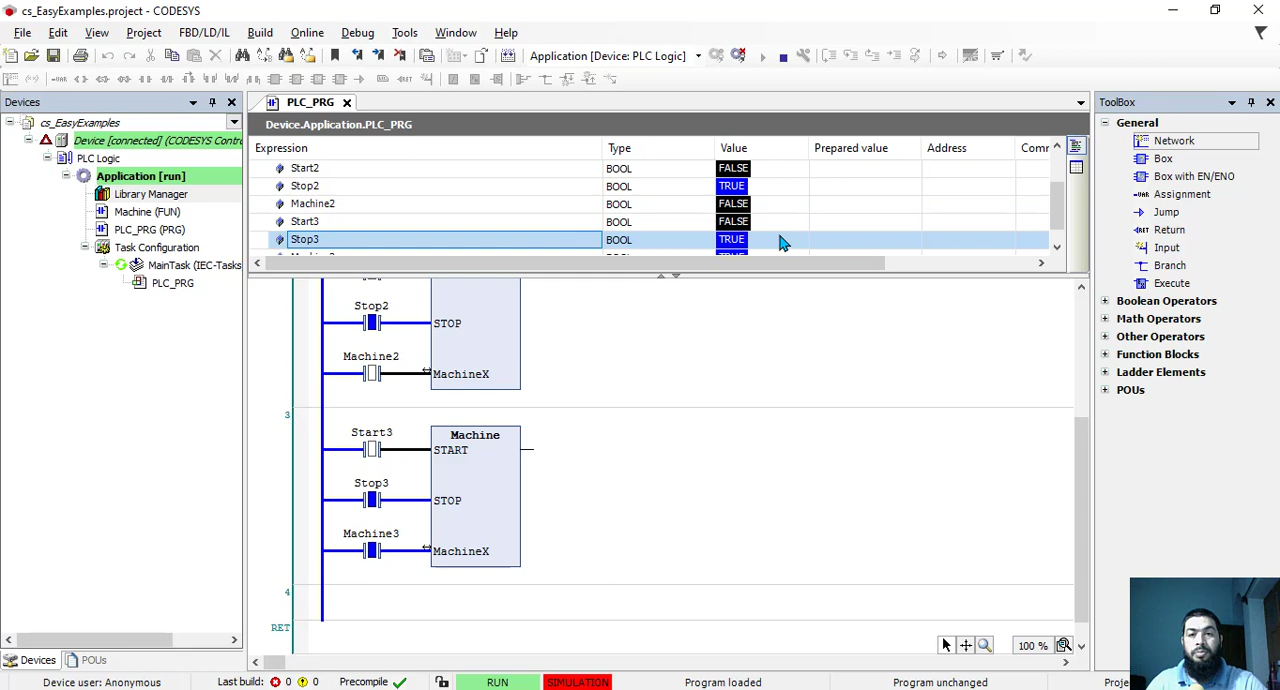 cs_EasyExamples.project - CODESYS
File Edit View Project FBD/LD/IL Build Online Debug Tools Window Help
Application [Device: PLC Logic]
Devices
PLC_PRG
ToolBox
cs_EasyExamples
Device [connected] (CODESYS Contro
PLC Logic
Application [run]
Library Manager
Machine (FUN)
PLC_PRG (PRG)
Task Configuration
MainTask (IEC-Tasks
PLC_PRG
Device.Application.PLC_PRG
Expression Type Value Prepared value Address Comm
Start2 BOOL FALSE
Stop2 BOOL TRUE
Machine2 BOOL FALSE
Start3 BOOL FALSE
Stop3 BOOL TRUE
Stop2
STOP
Machine2
MachineX
3
Start3
Machine
START
Stop3
STOP
Machine3
MachineX
4
RET
100 %
General
Network
Box
Box with EN/ENO
-VAR Assignment
Jump
(RET) Return
Input
Branch
Execute
Boolean Operators
Math Operators
Other Operators
Function Blocks
Ladder Elements
POUs
Devices POUs
Device user: Anonymous Last build: 0 0 Precompile RUN SIMULATION Program loaded Program unchanged Proje